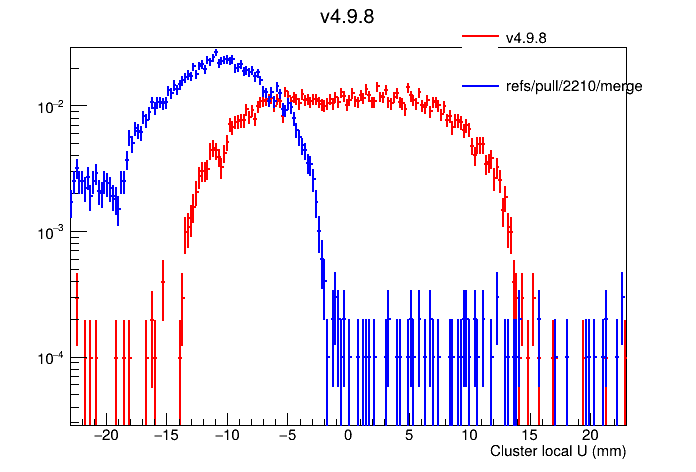 v4.9.8
v4.9.8
refs/pull/2210/merge
10⁻²
10⁻³
10⁻⁴
−20 −15 −10 −5 0 5 10 15 20
Cluster local U (mm)